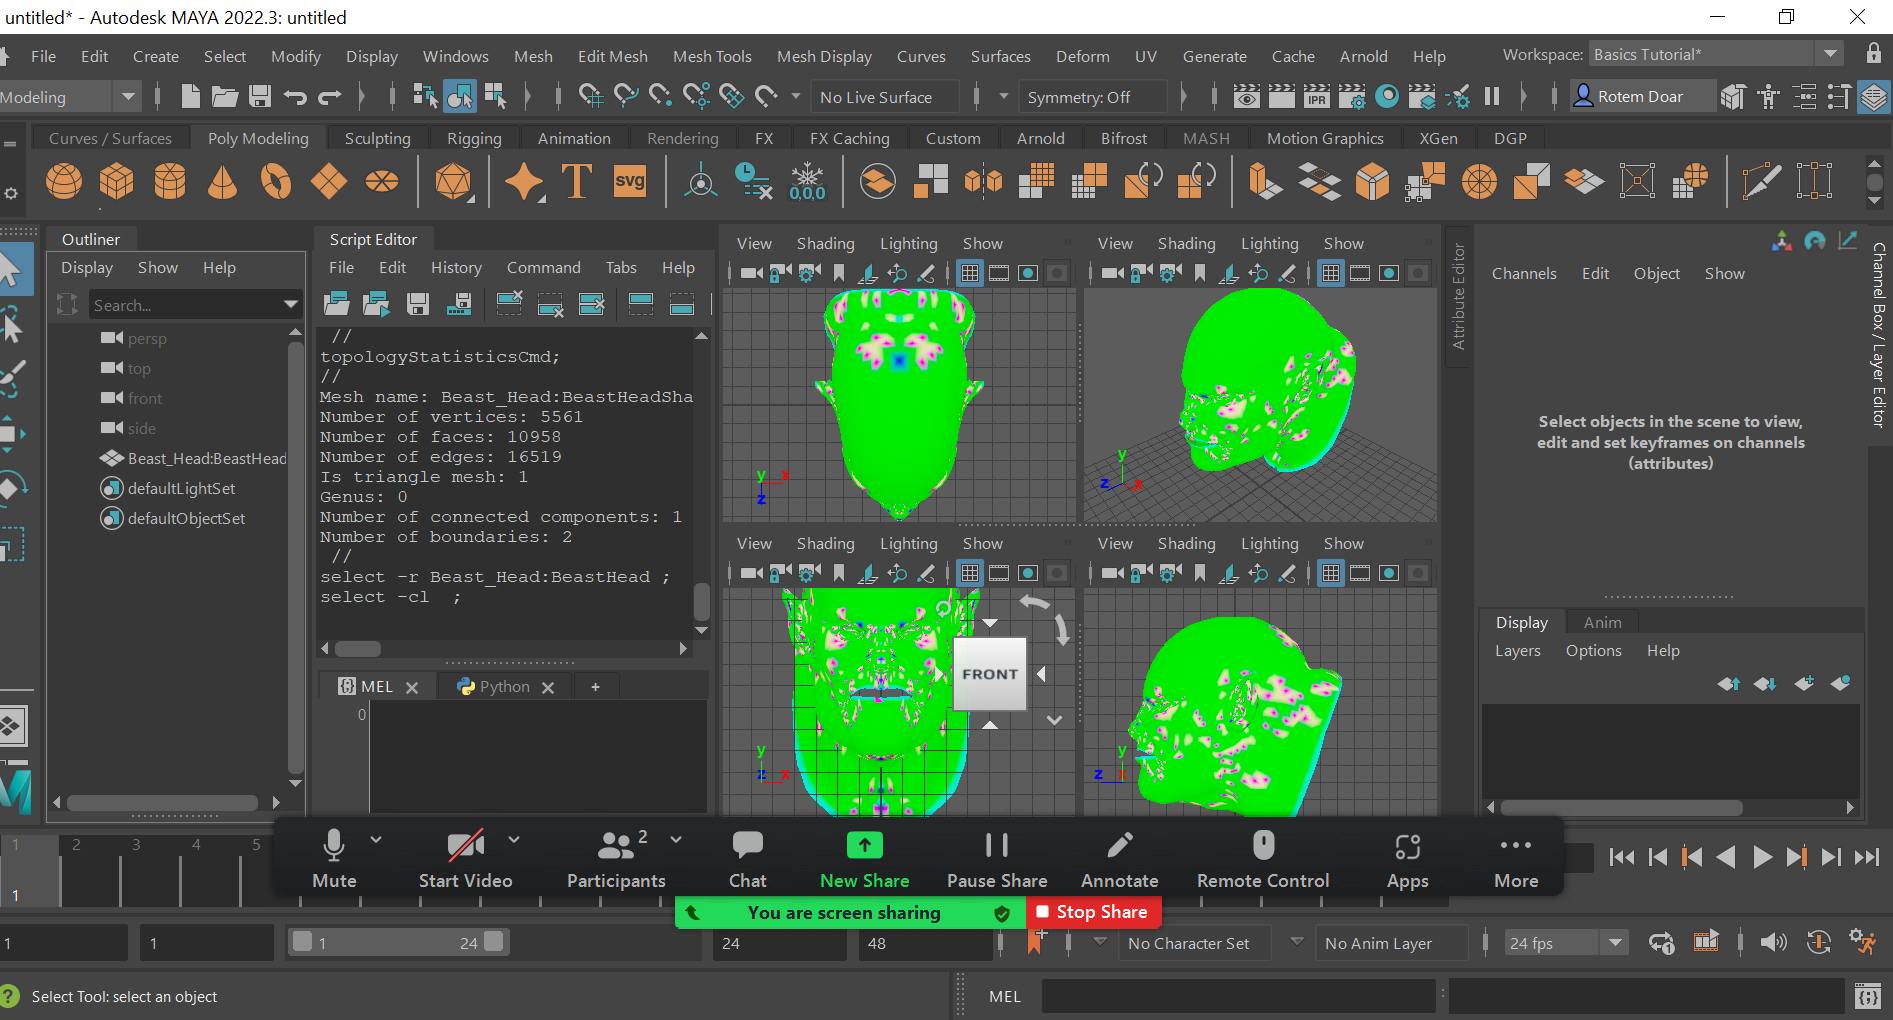 untitled* - Autodesk MAYA 2022.3: untitled
File Edit Create Select Modify Display Windows Mesh Edit Mesh Mesh Tools Mesh Display Curves Surfaces Deform UV Generate Cache Arnold Help Workspace: Basics Tutorial*
Modeling No Live Surface Symmetry: Off IPR Rotem Doar
Curves / Surfaces Poly Modeling Sculpting Rigging Animation Rendering FX FX Caching Custom Arnold Bifrost MASH Motion Graphics XGen DGP
T svg 0,0,0
Outliner
Display Show Help
Search...
persp
top
front
side
Beast_Head:BeastHead
defaultLightSet
defaultObjectSet
Script Editor
File Edit History Command Tabs Help
//
topologyStatisticsCmd;
//
Mesh name: Beast_Head:BeastHeadSha
Number of vertices: 5561
Number of faces: 10958
Number of edges: 16519
Is triangle mesh: 1
Genus: 0
Number of connected components: 1
Number of boundaries: 2
//
select -r Beast_Head:BeastHead ;
select -cl  ;
MEL Python +
0
View Shading Lighting Show
y x
z
View Shading Lighting Show
y
z x
View Shading Lighting Show
FRONT
y
z x
View Shading Lighting Show
y
z x
Attribute Editor
Channels Edit Object Show
Channel Box / Layer Editor
Select objects in the scene to view,
edit and set keyframes on channels
(attributes)
Display Anim
Layers Options Help
1 2 3 4 5
1
Mute Start Video Participants 2 Chat New Share Pause Share Annotate Remote Control Apps More
You are screen sharing Stop Share
1 1 1 24 24 48 No Character Set No Anim Layer 24 fps
Select Tool: select an object MEL